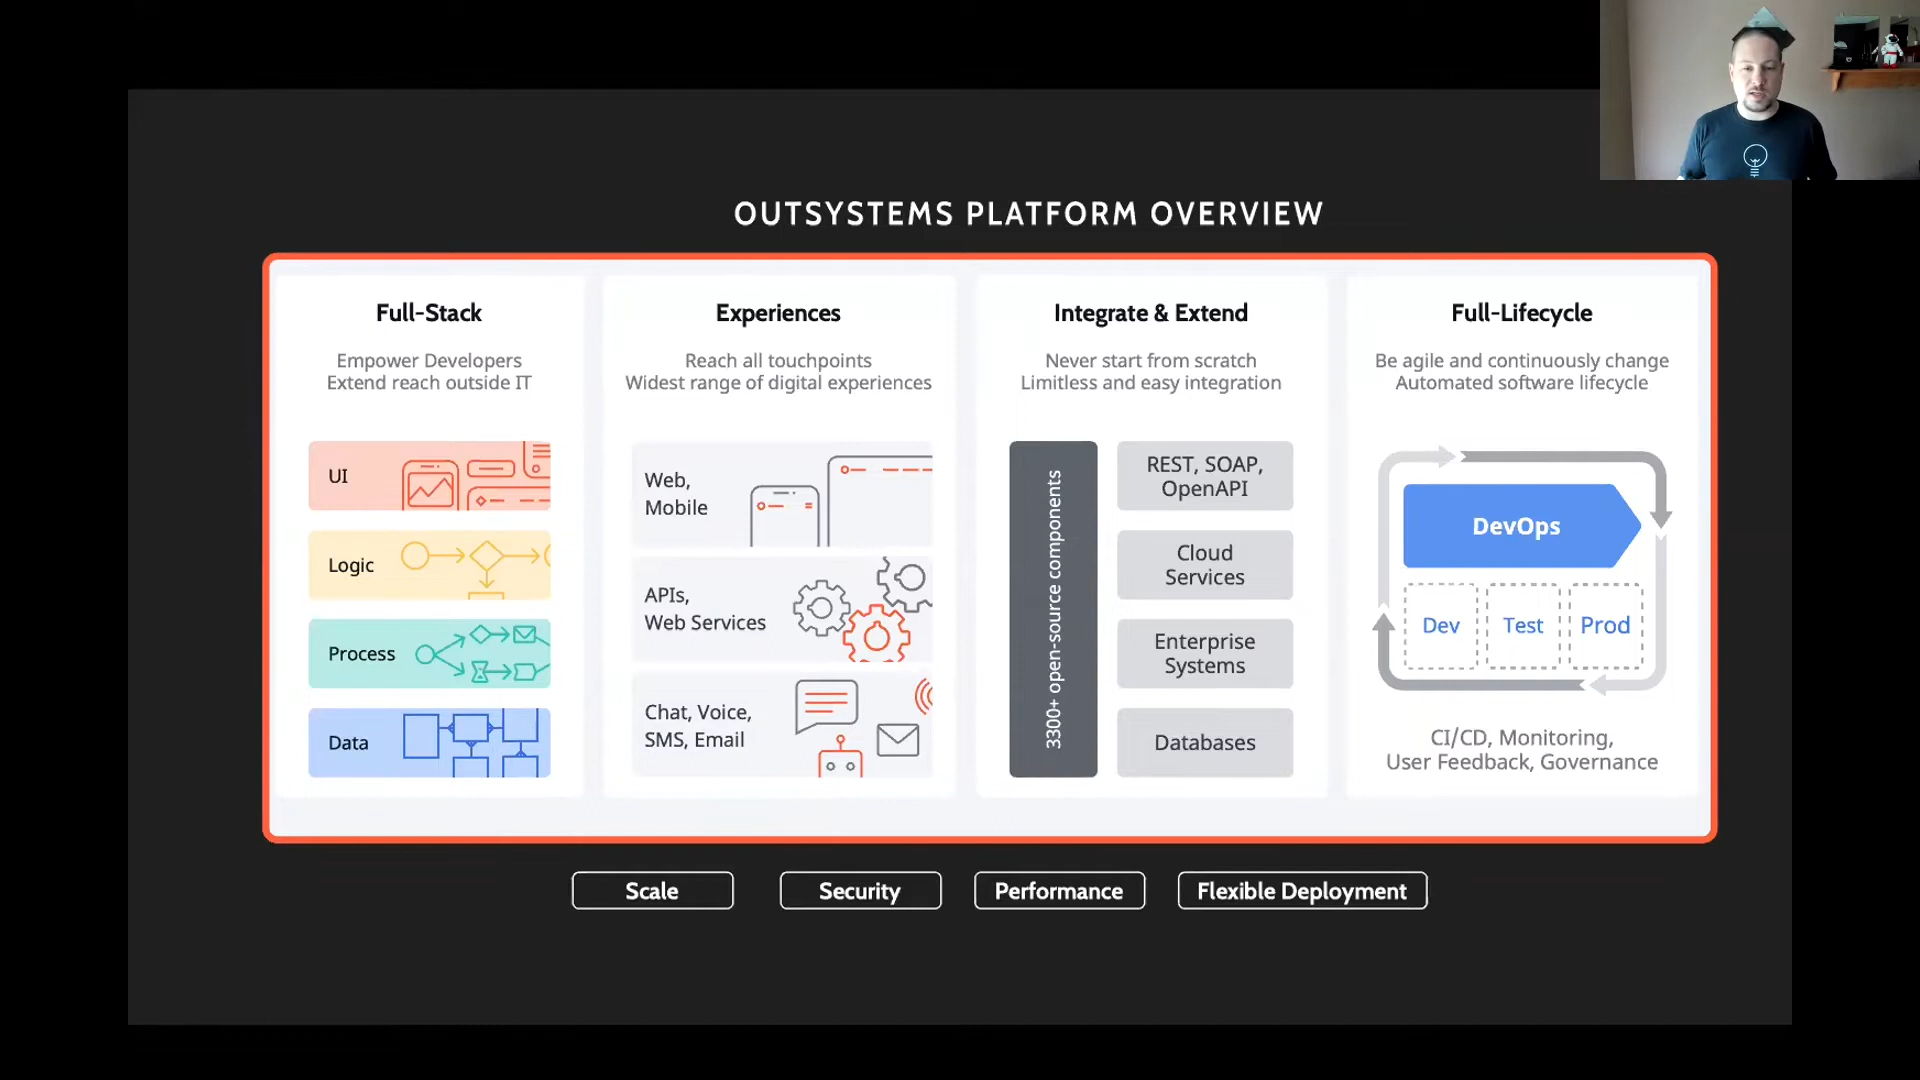 OUTSYSTEMS PLATFORM OVERVIEW
Full-Stack
Empower Developers
Extend reach outside IT
UI
Logic
Process
Data
Experiences
Reach all touchpoints
Widest range of digital experiences
Web,
Mobile
APIs,
Web Services
Chat, Voice,
SMS, Email
Integrate & Extend
Never start from scratch
Limitless and easy integration
3300+ open-source components
REST, SOAP,
OpenAPI
Cloud
Services
Enterprise
Systems
Databases
Full-Lifecycle
Be agile and continuously change
Automated software lifecycle
DevOps
Dev
Test
Prod
CI/CD, Monitoring,
User Feedback, Governance
Scale
Security
Performance
Flexible Deployment